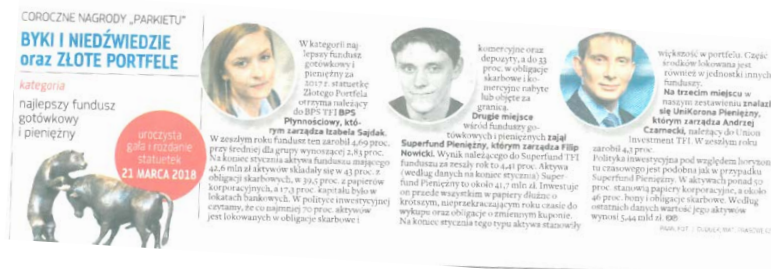 COROCZNE NAGRODY „PARKIETU"
BYKI I NIEDŹWIEDZIE
oraz ZŁOTE PORTFELE
kategoria
najlepszy fundusz
gotówkowy
i pieniężny
uroczysta
gala i rozdanie
statuetek
21 MARCA 2018
W kategorii naj-
lepszy fundusz
gotówkowy i
pieniężny za
2017 r. statuetkę
Złotego Portfela
otrzyma należący
do BPS TFI BPS
Płynnościowy, któ-
rym zarządza Izabela Sajdak.
W zeszłym roku fundusz ten zarobił 4,69 proc.
przy średniej dla grupy wynoszącej 2,83 proc.
Na koniec stycznia aktywa funduszu mającego
42,6 mln zł aktywów składały się w 43 proc. z
obligacji skarbowych, w 39,5 proc. z papierów
korporacyjnych, a 17,3 proc. kapitału było w
lokatach bankowych. W polityce inwestycyjnej
czytamy, że co najmniej 70 proc. aktywów
jest lokowanych w obligacje skarbowe i
komercyjne oraz
depozyty, a do 33
proc. w obligacje
skarbowe i ko-
mercyjne nabyte
lub objęte za
granicą.
Drugie miejsce
wśród funduszy go-
tówkowych i pieniężnych zajął
Superfund Pieniężny, którym zarządza Filip
Nowicki. Wynik należącego do Superfund TFI
funduszu za zeszły rok to 4,41 proc. Aktywa
(według danych na koniec stycznia) Super-
fund Pieniężny to około 41,7 mln zł. Inwestuje
on przede wszystkim w papiery dłużne o
krótszym, nieprzekraczającym roku czasie do
wykupu oraz obligacje o zmiennym kuponie.
Na koniec stycznia tego typu aktywa stanowiły
większość w portfelu. Część
środków lokowana jest
również w jednostki innych
funduszy.
Na trzecim miejscu w
naszym zestawieniu znalazł
się UniKorona Pieniężny,
którym zarządza Andrzej
Czarnecki, należący do Union
Investment TFI. W zeszłym roku
zarobił 4,3 proc.
Polityka inwestycyjna pod względem horyzon-
tu czasowego jest podobna jak w przypadku
Superfund Pieniężny. W aktywach ponad 50
proc. stanowią papiery korporacyjne, a około
46 proc. bony i obligacje skarbowe. Według
ostatnich danych wartość jego aktywów
wynosi 5,44 mld zł.